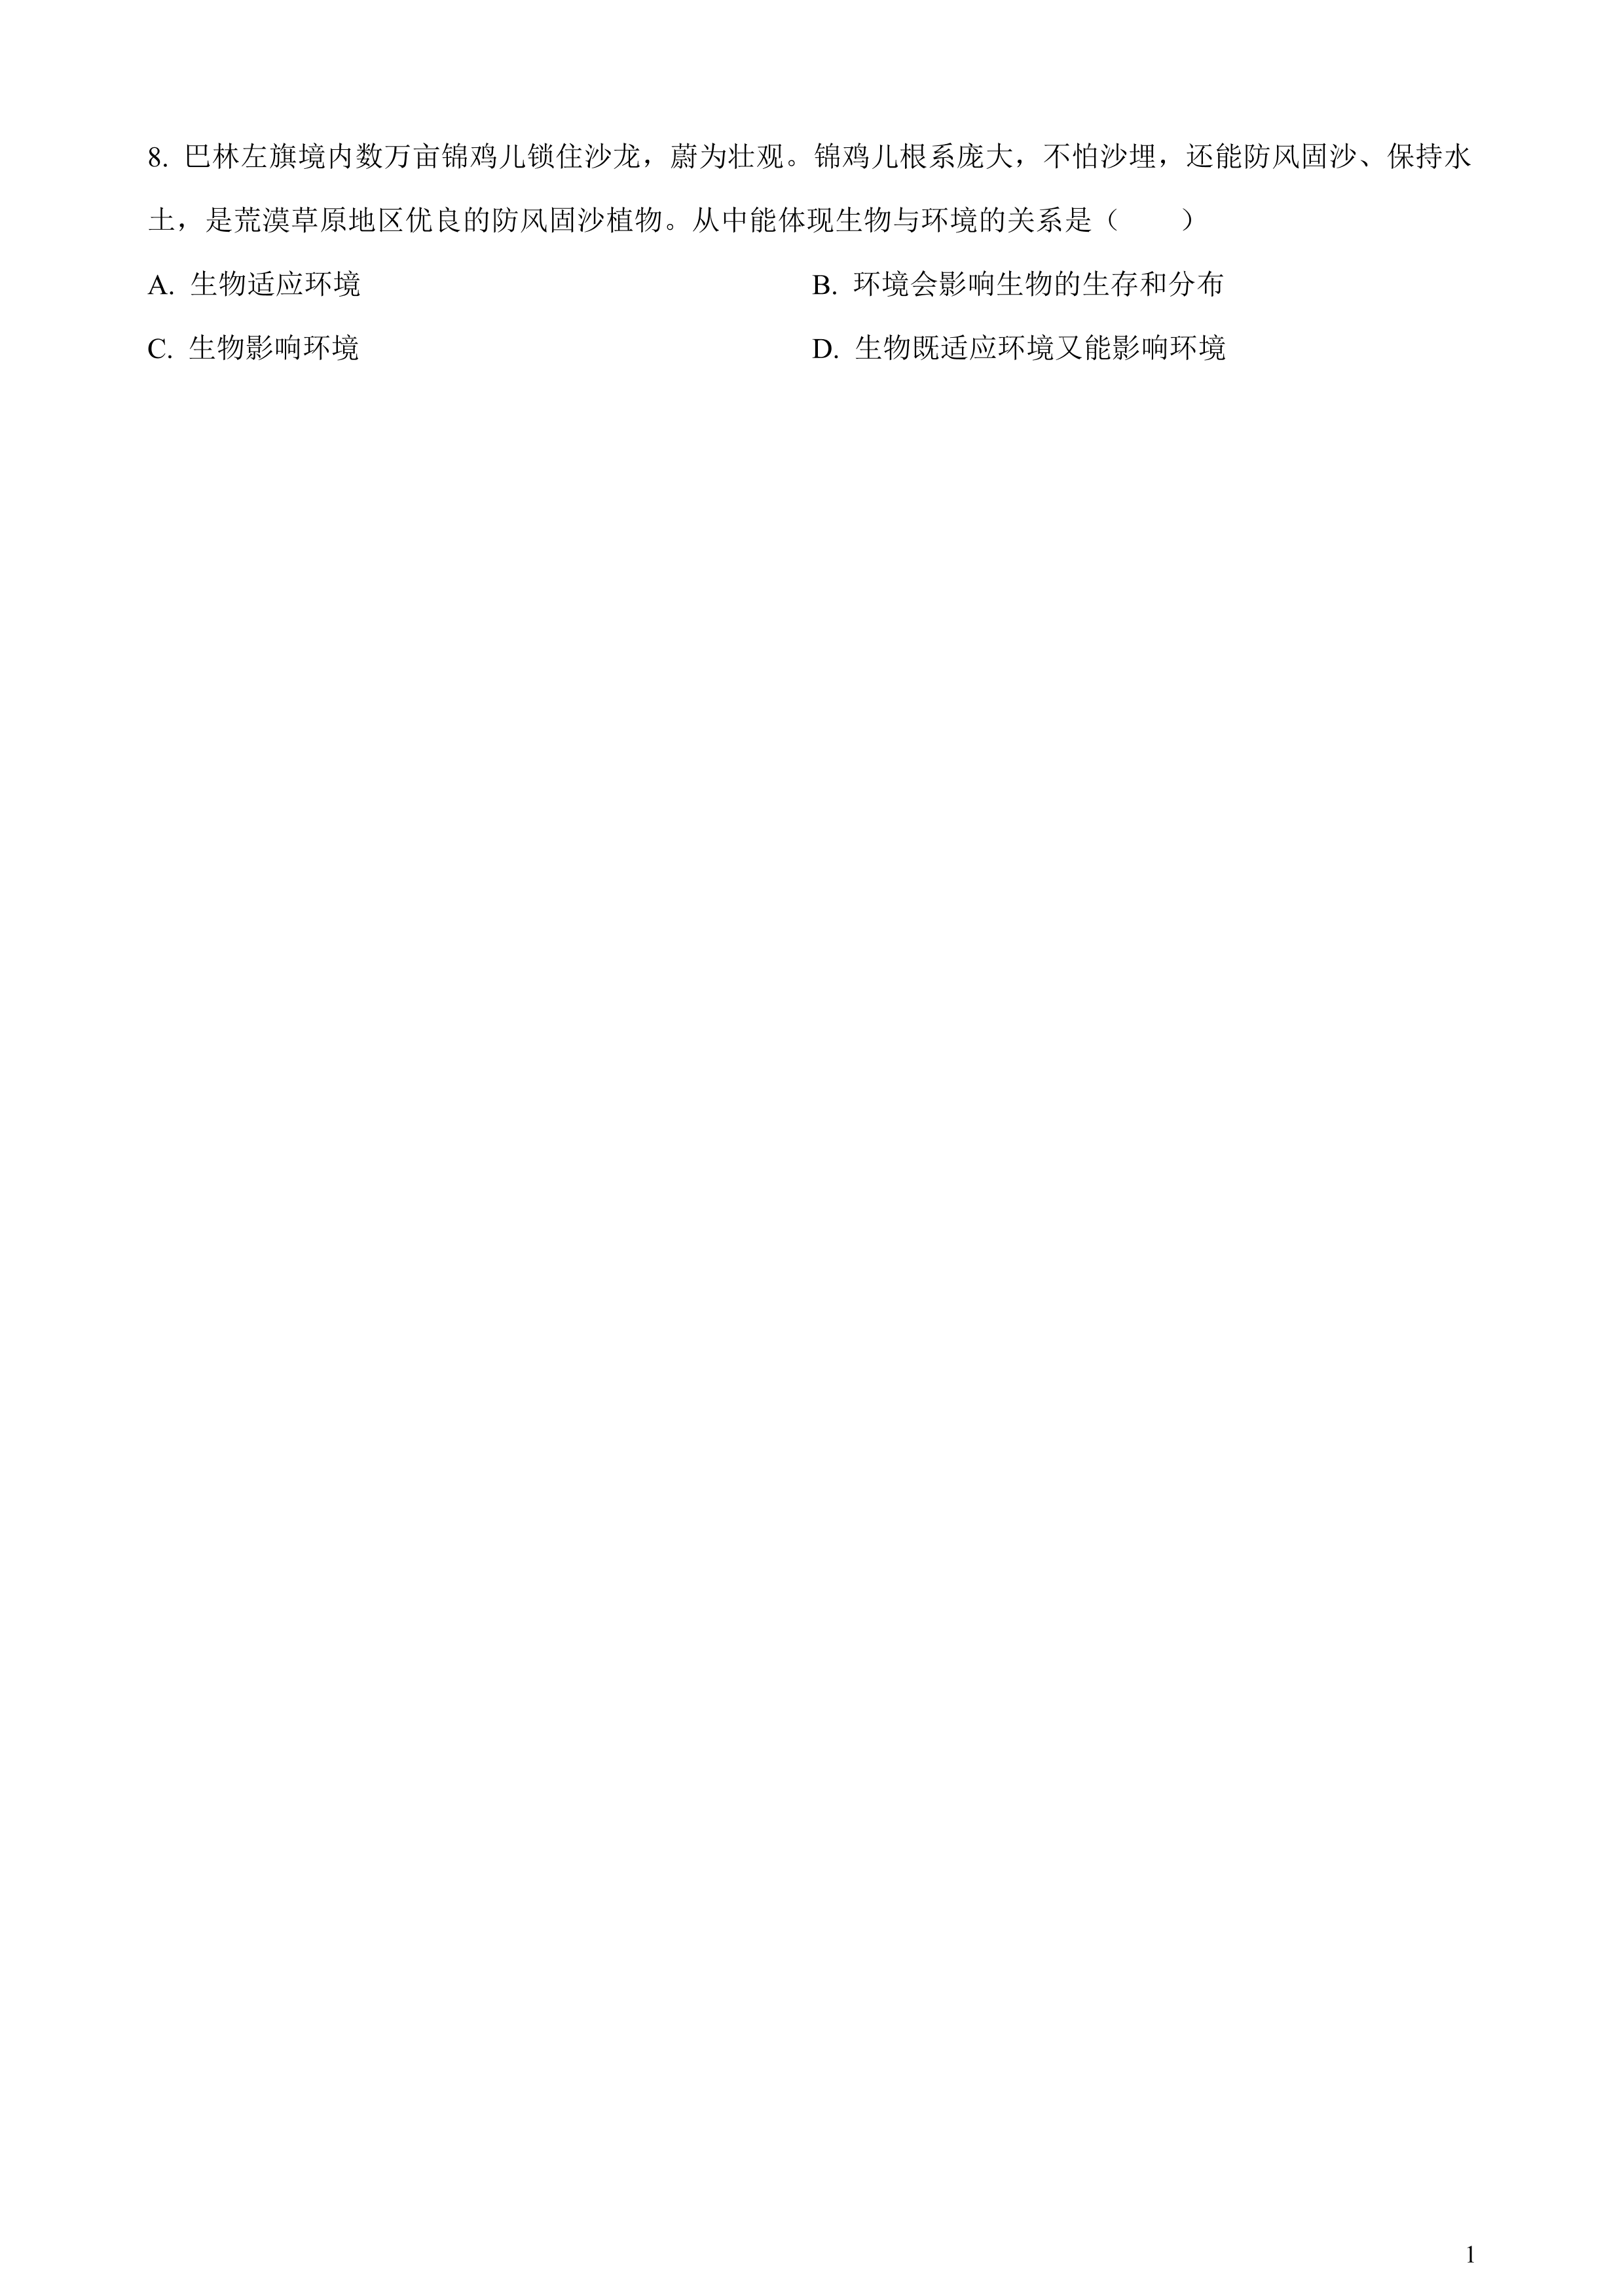 8. 巴林左旗境内数万亩锦鸡儿锁住沙龙，蔚为壮观。锦鸡儿根系庞大，不怕沙埋，还能防风固沙、保持水
土，是荒漠草原地区优良的防风固沙植物。从中能体现生物与环境的关系是（　　）
A. 生物适应环境 B. 环境会影响生物的生存和分布
C. 生物影响环境 D. 生物既适应环境又能影响环境
1